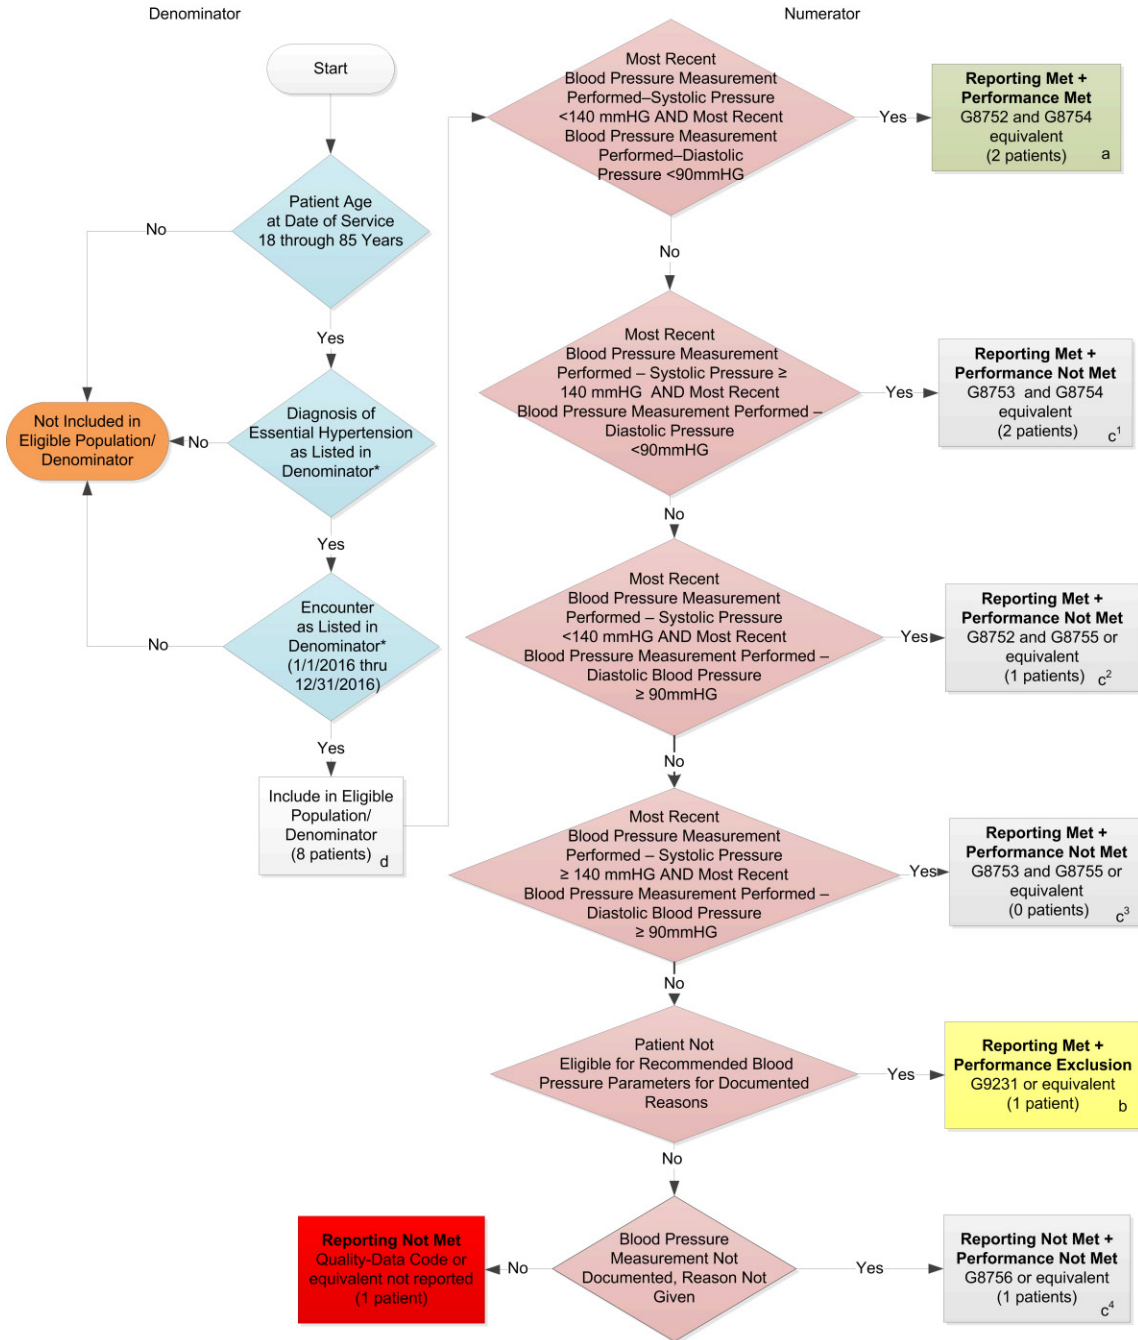 Denominator
Numerator
Start
Patient Age
at Date of Service
18 through 85 Years
No
Yes
Diagnosis of
Essential Hypertension
as Listed in
Denominator*
No
Not Included in
Eligible Population/
Denominator
Yes
Encounter
as Listed in
Denominator*
(1/1/2016 thru
12/31/2016)
No
Yes
Include in Eligible
Population/
Denominator
(8 patients) d
Most Recent
Blood Pressure Measurement
Performed–Systolic Pressure
<140 mmHG AND Most Recent
Blood Pressure Measurement
Performed–Diastolic
Pressure <90mmHG
Yes
Reporting Met +
Performance Met
G8752 and G8754
equivalent
(2 patients) a
No
Most Recent
Blood Pressure Measurement
Performed – Systolic Pressure ≥
140 mmHG AND Most Recent
Blood Pressure Measurement Performed –
Diastolic Pressure
<90mmHG
Yes
Reporting Met +
Performance Not Met
G8753 and G8754
equivalent
(2 patients) c¹
No
Most Recent
Blood Pressure Measurement
Performed – Systolic Pressure
<140 mmHG AND Most Recent
Blood Pressure Measurement Performed –
Diastolic Blood Pressure
≥ 90mmHG
Yes
Reporting Met +
Performance Not Met
G8752 and G8755 or
equivalent
(1 patients) c²
No
Most Recent
Blood Pressure Measurement
Performed – Systolic Pressure
≥ 140 mmHG AND Most Recent
Blood Pressure Measurement Performed –
Diastolic Blood Pressure
≥ 90mmHG
Yes
Reporting Met +
Performance Not Met
G8753 and G8755 or
equivalent
(0 patients) c³
No
Patient Not
Eligible for Recommended Blood
Pressure Parameters for Documented
Reasons
Yes
Reporting Met +
Performance Exclusion
G9231 or equivalent
(1 patient) b
No
Blood Pressure
Measurement Not
Documented, Reason Not
Given
Yes
Reporting Not Met +
Performance Not Met
G8756 or equivalent
(1 patients)
c⁴
No
Reporting Not Met
Quality-Data Code or
equivalent not reported
(1 patient)